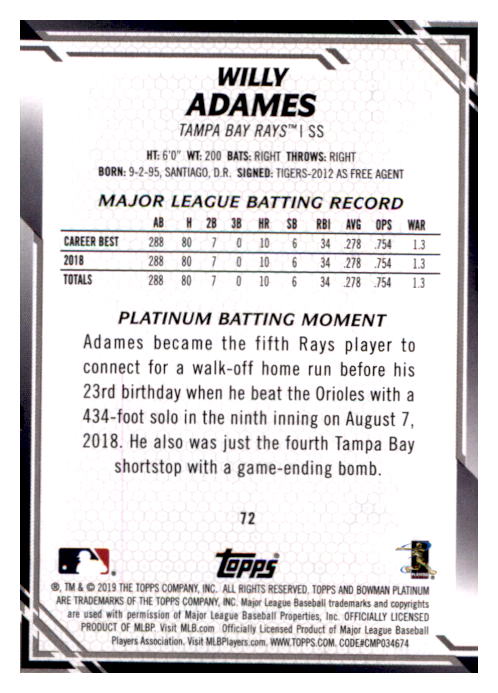 WILLY
ADAMES
TAMPA BAY RAYS™ | SS
HT: 6'0" WT: 200 BATS: RIGHT THROWS: RIGHT
BORN: 9-2-95, SANTIAGO, D.R. SIGNED: TIGERS-2012 AS FREE AGENT
MAJOR LEAGUE BATTING RECORD
AB H 2B 3B HR SB RBI AVG OPS WAR
CAREER BEST 288 80 7 0 10 6 34 .278 .754 1.3
2018 288 80 7 0 10 6 34 .278 .754 1.3
TOTALS 288 80 7 0 10 6 34 .278 .754 1.3
PLATINUM BATTING MOMENT
Adames became the fifth Rays player to
connect for a walk-off home run before his
23rd birthday when he beat the Orioles with a
434-foot solo in the ninth inning on August 7,
2018. He also was just the fourth Tampa Bay
shortstop with a game-ending bomb.
72
TOPPS
®, TM & © 2019 THE TOPPS COMPANY, INC. ALL RIGHTS RESERVED. TOPPS AND BOWMAN PLATINUM
ARE TRADEMARKS OF THE TOPPS COMPANY, INC. Major League Baseball trademarks and copyrights
are used with permission of Major League Baseball Properties, Inc. OFFICIALLY LICENSED
PRODUCT OF MLBP. Visit MLB.com Officially Licensed Product of Major League Baseball
Players Association. Visit MLBPlayers.com. WWW.TOPPS.COM. CODE#CMP034674